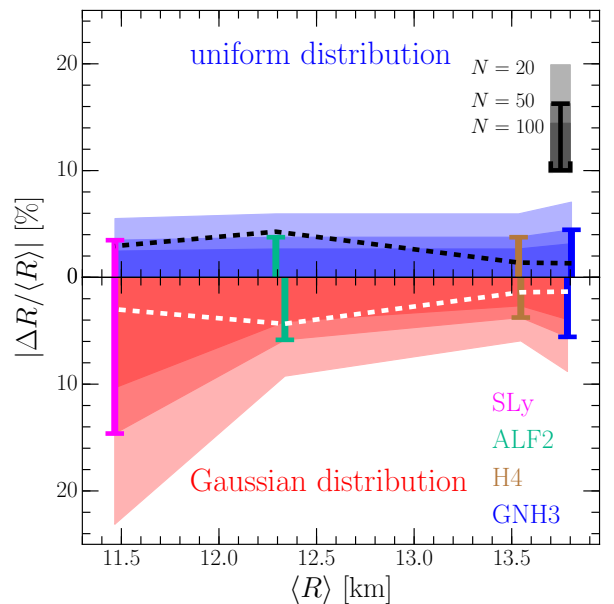 uniform distribution
N = 20
N = 50
N = 100
20
10
0
10
20
|ΔR/⟨R⟩| [%]
SLy
ALF2
H4
GNH3
Gaussian distribution
11.5 12.0 12.5 13.0 13.5
⟨R⟩ [km]